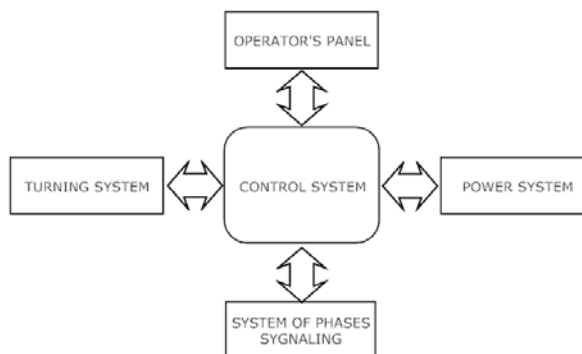 OPERATOR'S PANEL
TURNING SYSTEM
CONTROL SYSTEM
POWER SYSTEM
SYSTEM OF PHASES
SYGNALING